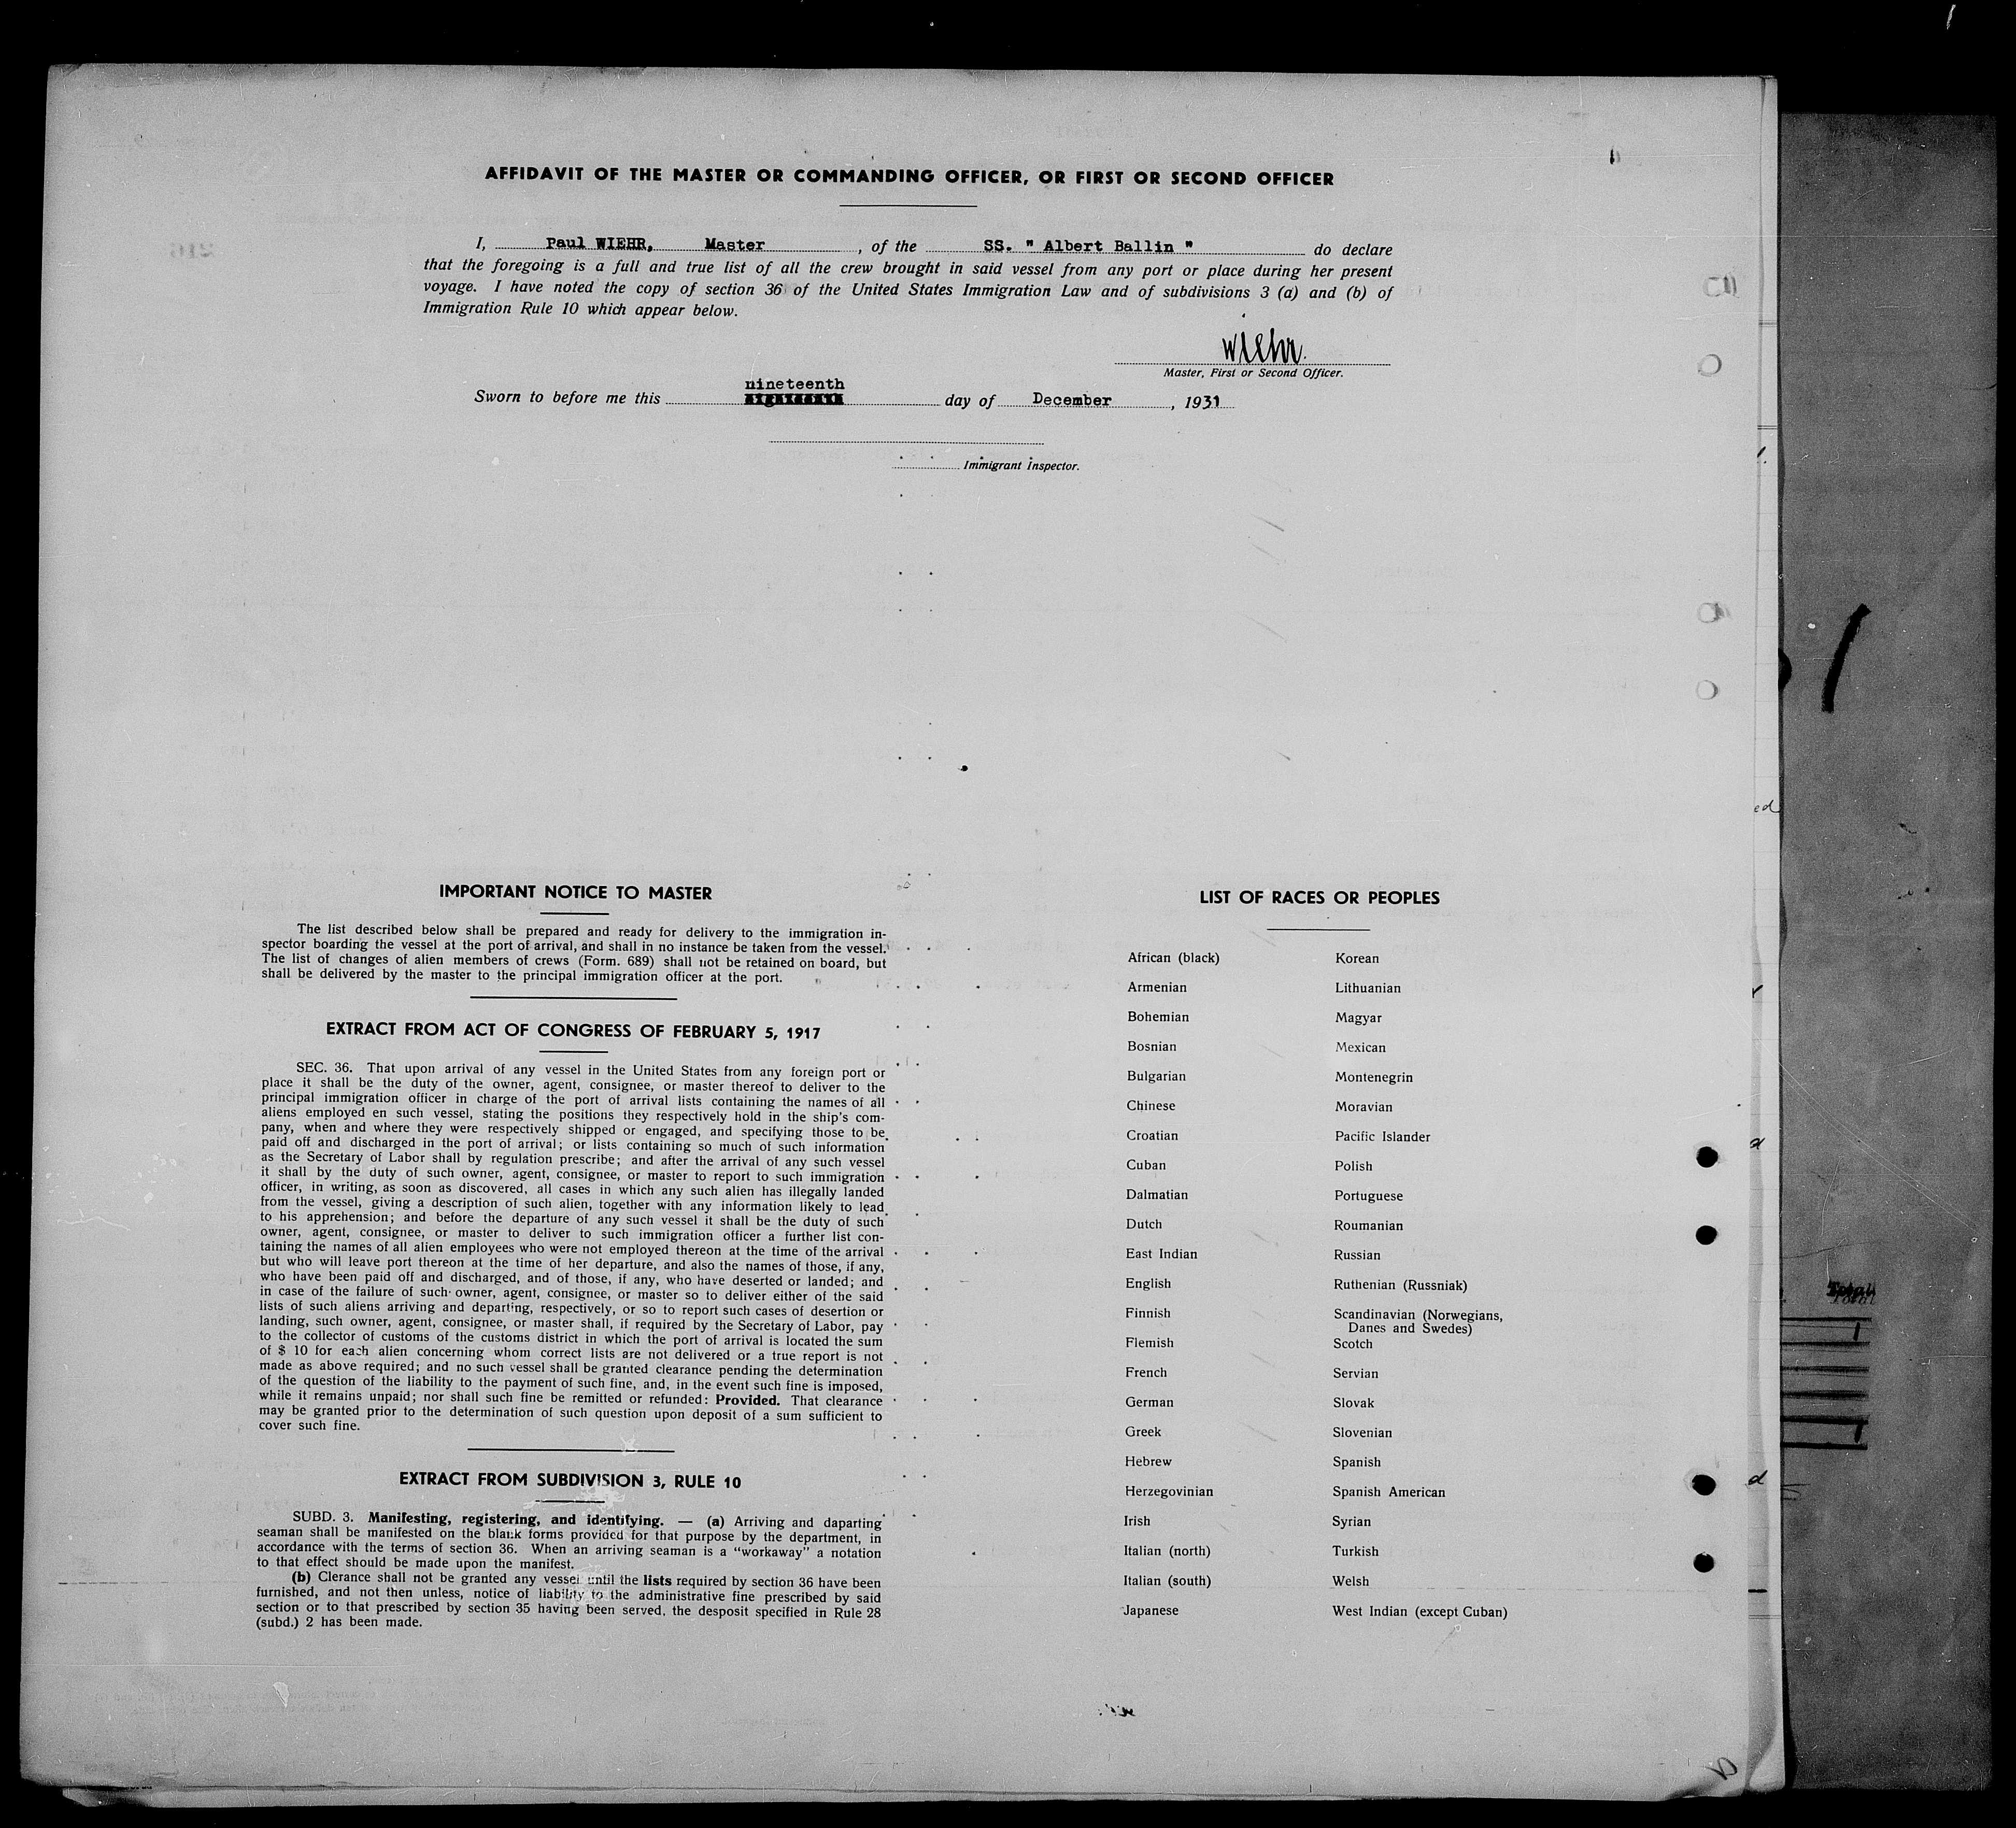 AFFIDAVIT OF THE MASTER OR COMMANDING OFFICER, OR FIRST OR SECOND OFFICER
I, Paul WIEHR, Master, of the SS. " Albert Ballin " do declare
that the foregoing is a full and true list of all the crew brought in said vessel from any port or place during her present
voyage. I have noted the copy of section 36 of the United States Immigration Law and of subdivisions 3 (a) and (b) of
Immigration Rule 10 which appear below.
Wiehr.
Master, First or Second Officer.
nineteenth
Sworn to before me this day of December, 1931
Immigrant Inspector.
IMPORTANT NOTICE TO MASTER
The list described below shall be prepared and ready for delivery to the immigration in-
spector boarding the vessel at the port of arrival, and shall in no instance be taken from the vessel.
The list of changes of alien members of crews (Form. 689) shall not be retained on board, but
shall be delivered by the master to the principal immigration officer at the port.
EXTRACT FROM ACT OF CONGRESS OF FEBRUARY 5, 1917
SEC. 36. That upon arrival of any vessel in the United States from any foreign port or
place it shall be the duty of the owner, agent, consignee, or master thereof to deliver to the
principal immigration officer in charge of the port of arrival lists containing the names of all
aliens employed en such vessel, stating the positions they respectively hold in the ship's com-
pany, when and where they were respectively shipped or engaged, and specifying those to be
paid off and discharged in the port of arrival; or lists containing so much of such information
as the Secretary of Labor shall by regulation prescribe; and after the arrival of any such vessel
it shall by the duty of such owner, agent, consignee, or master to report to such immigration
officer, in writing, as soon as discovered, all cases in which any such alien has illegally landed
from the vessel, giving a description of such alien, together with any information likely to lead
to his apprehension; and before the departure of any such vessel it shall be the duty of such
owner, agent, consignee, or master to deliver to such immigration officer a further list con-
taining the names of all alien employees who were not employed thereon at the time of the arrival
but who will leave port thereon at the time of her departure, and also the names of those, if any,
who have been paid off and discharged, and of those, if any, who have deserted or landed; and
in case of the failure of such owner, agent, consignee, or master so to deliver either of the said
lists of such aliens arriving and departing, respectively, or so to report such cases of desertion or
landing, such owner, agent, consignee, or master shall, if required by the Secretary of Labor, pay
to the collector of customs of the customs district in which the port of arrival is located the sum
of $ 10 for each alien concerning whom correct lists are not delivered or a true report is not
made as above required; and no such vessel shall be granted clearance pending the determination
of the question of the liability to the payment of such fine, and, in the event such fine is imposed,
while it remains unpaid; nor shall such fine be remitted or refunded: Provided. That clearance
may be granted prior to the determination of such question upon deposit of a sum sufficient to
cover such fine.
EXTRACT FROM SUBDIVISION 3, RULE 10
SUBD. 3. Manifesting, registering, and identifying. — (a) Arriving and daparting
seaman shall be manifested on the blank forms provided for that purpose by the department, in
accordance with the terms of section 36. When an arriving seaman is a "workaway" a notation
to that effect should be made upon the manifest.
(b) Clerance shall not be granted any vessel until the lists required by section 36 have been
furnished, and not then unless, notice of liability to the administrative fine prescribed by said
section or to that prescribed by section 35 having been served, the desposit specified in Rule 28
(subd.) 2 has been made.
LIST OF RACES OR PEOPLES
African (black)
Armenian
Bohemian
Bosnian
Bulgarian
Chinese
Croatian
Cuban
Dalmatian
Dutch
East Indian
English
Finnish
Flemish
French
German
Greek
Hebrew
Herzegovinian
Irish
Italian (north)
Italian (south)
Japanese
Korean
Lithuanian
Magyar
Mexican
Montenegrin
Moravian
Pacific Islander
Polish
Portuguese
Roumanian
Russian
Ruthenian (Russniak)
Scandinavian (Norwegians,
Danes and Swedes)
Scotch
Servian
Slovak
Slovenian
Spanish
Spanish American
Syrian
Turkish
Welsh
West Indian (except Cuban)
Total